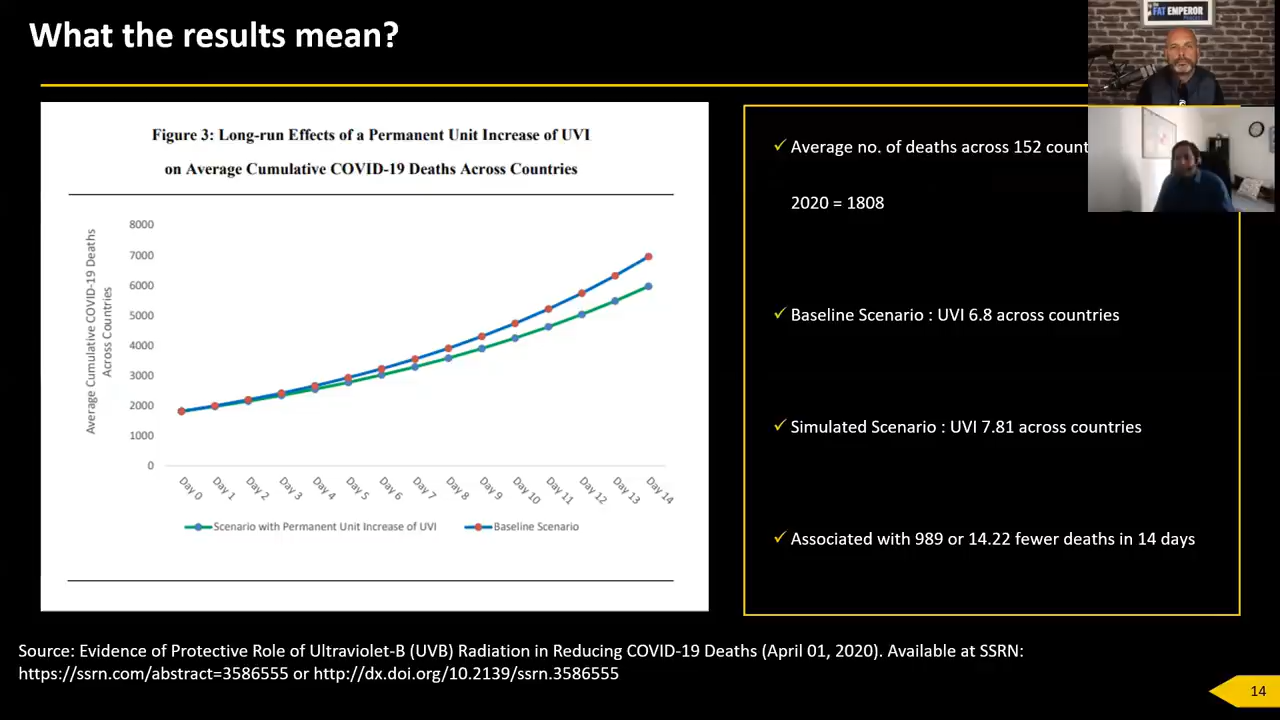 What the results mean?
FAT EMPEROR
PODCAST
Figure 3: Long-run Effects of a Permanent Unit Increase of UVI
on Average Cumulative COVID-19 Deaths Across Countries
Average Cumulative COVID-19 Deaths
Across Countries
8000
7000
6000
5000
4000
3000
2000
1000
0
Day 0
Day 1
Day 2
Day 3
Day 4
Day 5
Day 6
Day 7
Day 8
Day 9
Day 10
Day 11
Day 12
Day 13
Day 14
Scenario with Permanent Unit Increase of UVI
Baseline Scenario
✓ Average no. of deaths across 152 count
2020 = 1808
✓ Baseline Scenario : UVI 6.8 across countries
✓ Simulated Scenario : UVI 7.81 across countries
✓ Associated with 989 or 14.22 fewer deaths in 14 days
Source: Evidence of Protective Role of Ultraviolet-B (UVB) Radiation in Reducing COVID-19 Deaths (April 01, 2020). Available at SSRN:
https://ssrn.com/abstract=3586555 or http://dx.doi.org/10.2139/ssrn.3586555
14